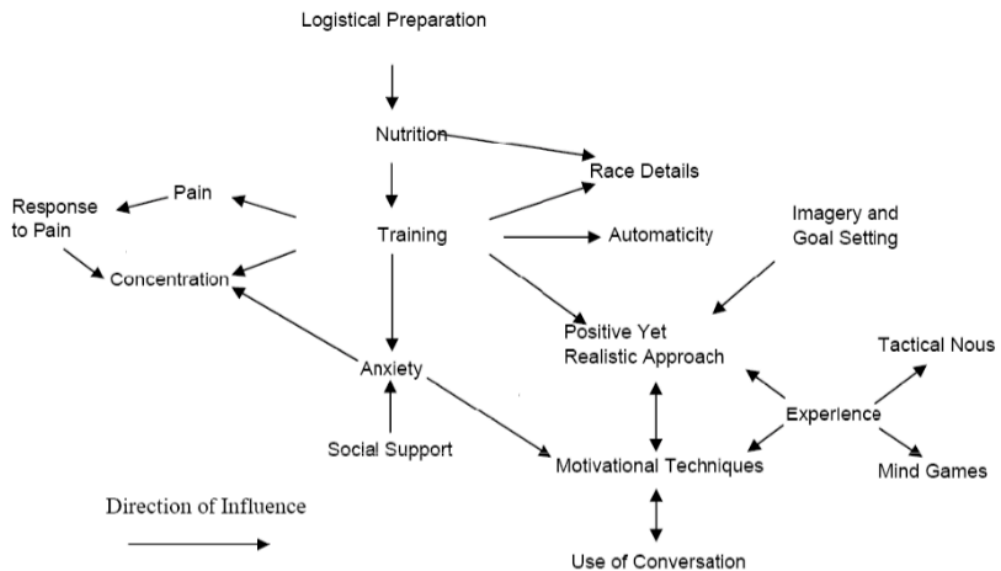 Logistical Preparation
Nutrition
Race Details
Pain
Response
to Pain
Training
Automaticity
Imagery and
Goal Setting
Concentration
Positive Yet
Realistic Approach
Tactical Nous
Anxiety
Experience
Social Support
Motivational Techniques
Mind Games
Direction of Influence
Use of Conversation